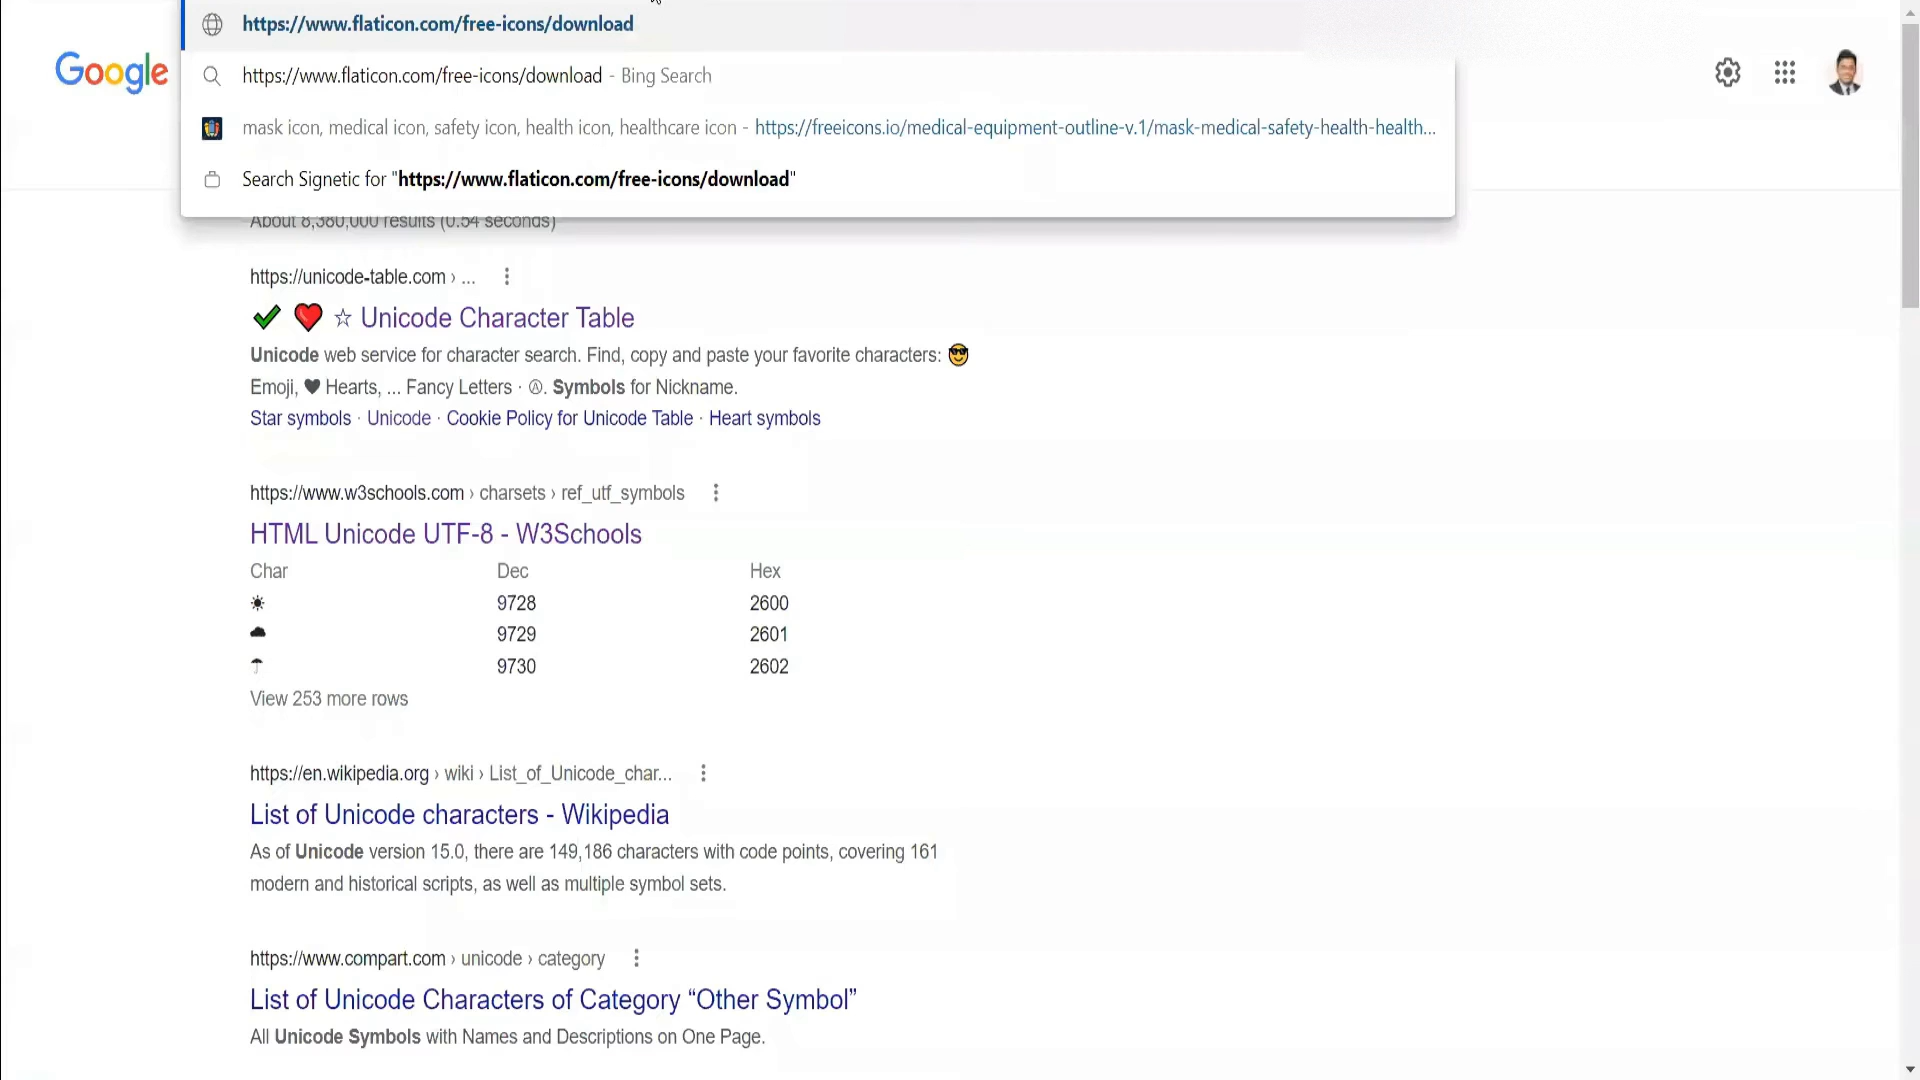 https://www.flaticon.com/free-icons/download
Google
https://www.flaticon.com/free-icons/download - Bing Search
mask icon, medical icon, safety icon, health icon, healthcare icon - https://freeicons.io/medical-equipment-outline-v.1/mask-medical-safety-health-health...
Search Signetic for "https://www.flaticon.com/free-icons/download"
About 8,380,000 results (0.54 seconds)
https://unicode-table.com › ...
✔ ❤ ☆ Unicode Character Table
Unicode web service for character search. Find, copy and paste your favorite characters: 😎
Emoji, ♥ Hearts, ... Fancy Letters · Ⓐ. Symbols for Nickname.
Star symbols · Unicode · Cookie Policy for Unicode Table · Heart symbols
https://www.w3schools.com › charsets › ref_utf_symbols
HTML Unicode UTF-8 - W3Schools
Char Dec Hex
☀ 9728 2600
☁ 9729 2601
☂ 9730 2602
View 253 more rows
https://en.wikipedia.org › wiki › List_of_Unicode_char...
List of Unicode characters - Wikipedia
As of Unicode version 15.0, there are 149,186 characters with code points, covering 161
modern and historical scripts, as well as multiple symbol sets.
https://www.compart.com › unicode › category
List of Unicode Characters of Category “Other Symbol”
All Unicode Symbols with Names and Descriptions on One Page.